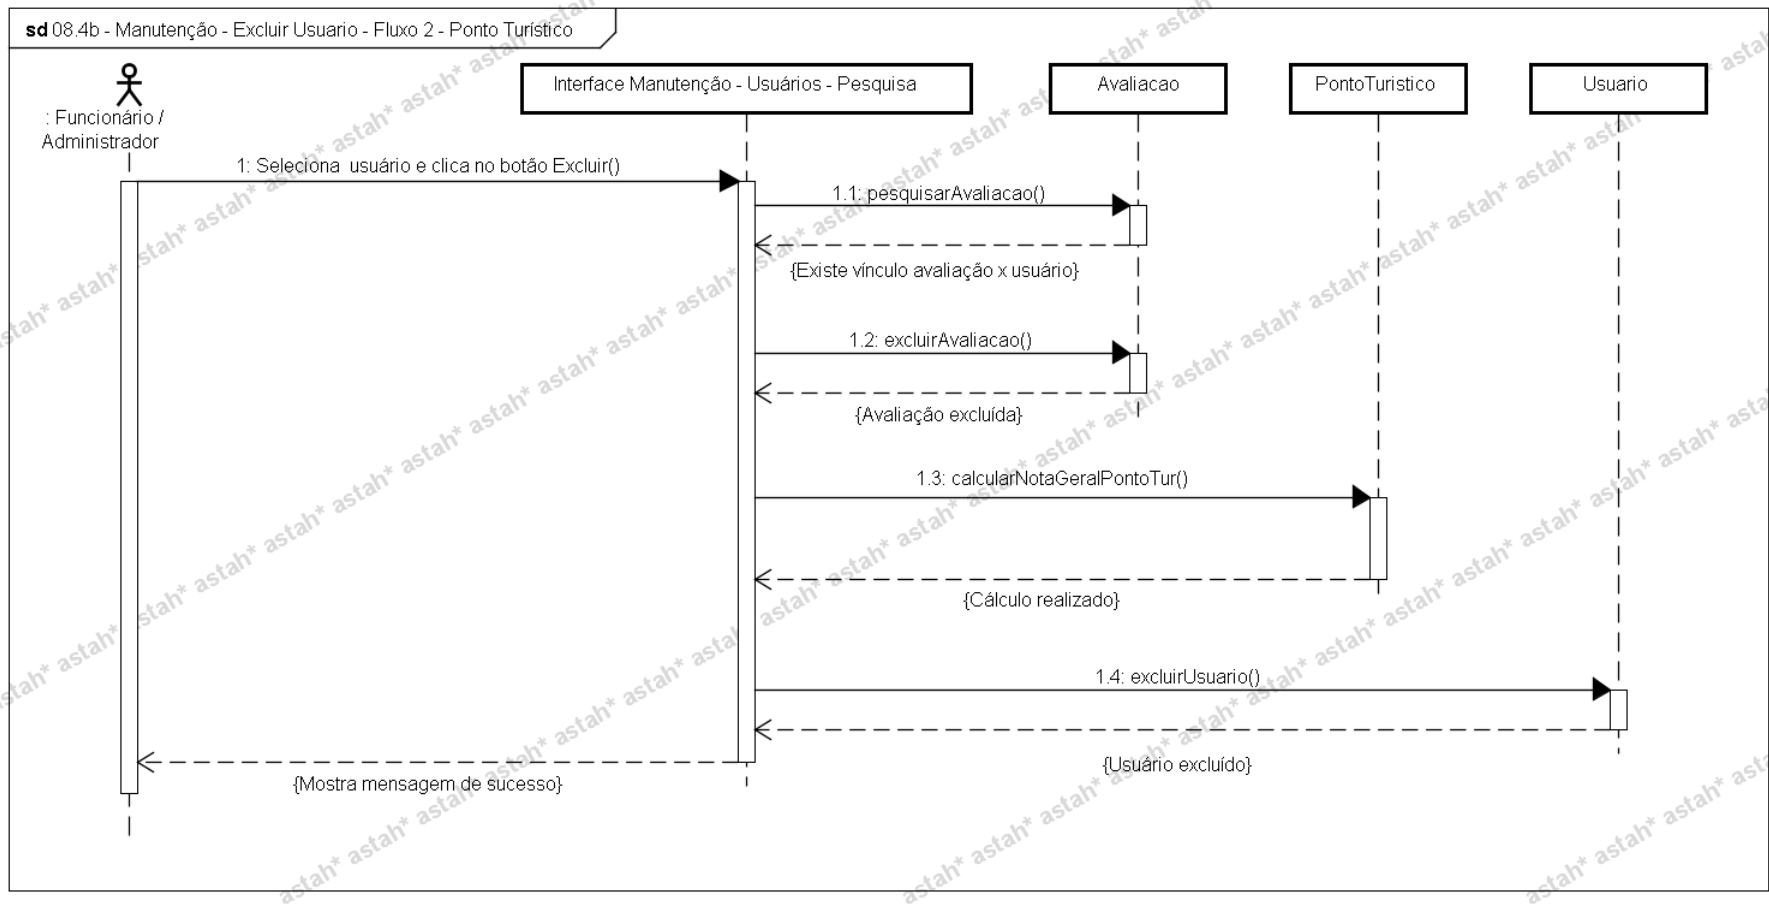 sd 08.4b - Manutenção - Excluir Usuario - Fluxo 2 - Ponto Turístico
: Funcionário /
Administrador
Interface Manutenção - Usuários - Pesquisa
Avaliacao
PontoTuristico
Usuario
1: Seleciona  usuário e clica no botão Excluir()
1.1: pesquisarAvaliacao()
{Existe vínculo avaliação x usuário}
1.2: excluirAvaliacao()
{Avaliação excluída}
1.3: calcularNotaGeralPontoTur()
{Cálculo realizado}
1.4: excluirUsuario()
{Usuário excluído}
{Mostra mensagem de sucesso}